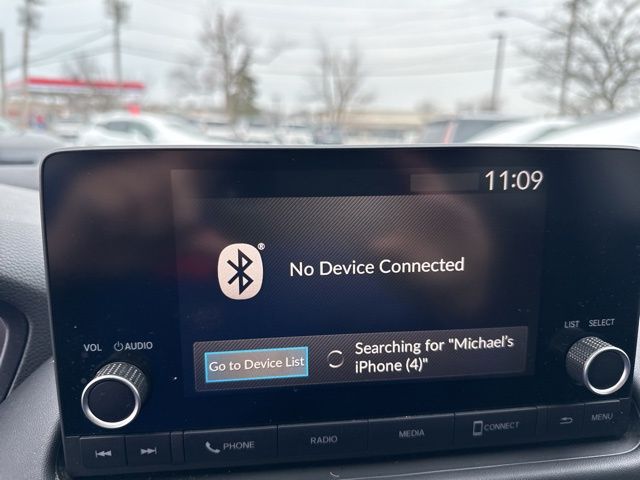 11:09
®
No Device Connected
Go to Device List
Searching for "Michael's
iPhone (4)"
VOL
AUDIO
LIST
SELECT
PHONE
RADIO
MEDIA
CONNECT
MENU